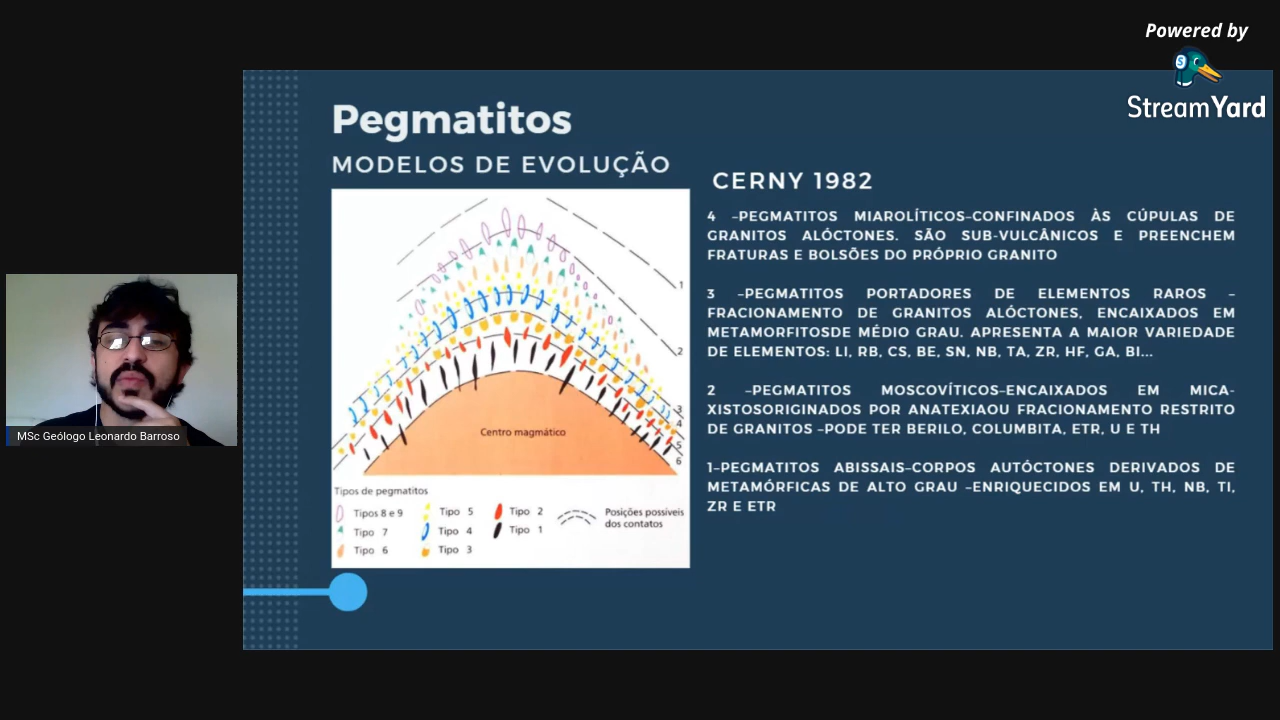 Powered by
StreamYard
Pegmatitos
MODELOS DE EVOLUÇÃO
1
2
3
4
5
6
Centro magmático
Tipos de pegmatitos
Tipos 8 e 9
Tipo 5
Tipo 2
Tipo 7
Tipo 4
Tipo 1
Tipo 6
Tipo 3
Posições possíveis
dos contatos
CERNY 1982
4 –PEGMATITOS MIAROLÍTICOS–CONFINADOS ÀS CÚPULAS DE
GRANITOS ALÓCTONES. SÃO SUB-VULCÂNICOS E PREENCHEM
FRATURAS E BOLSÕES DO PRÓPRIO GRANITO
3 –PEGMATITOS PORTADORES DE ELEMENTOS RAROS –
FRACIONAMENTO DE GRANITOS ALÓCTONES, ENCAIXADOS EM
METAMORFITOSDE MÉDIO GRAU. APRESENTA A MAIOR VARIEDADE
DE ELEMENTOS: LI, RB, CS, BE, SN, NB, TA, ZR, HF, GA, BI...
2 –PEGMATITOS MOSCOVÍTICOS–ENCAIXADOS EM MICA-
XISTOSORIGINADOS POR ANATEXIAOU FRACIONAMENTO RESTRITO
DE GRANITOS –PODE TER BERILO, COLUMBITA, ETR, U E TH
1–PEGMATITOS ABISSAIS–CORPOS AUTÓCTONES DERIVADOS DE
METAMÓRFICAS DE ALTO GRAU –ENRIQUECIDOS EM U, TH, NB, TI,
ZR E ETR
MSc Geólogo Leonardo Barroso